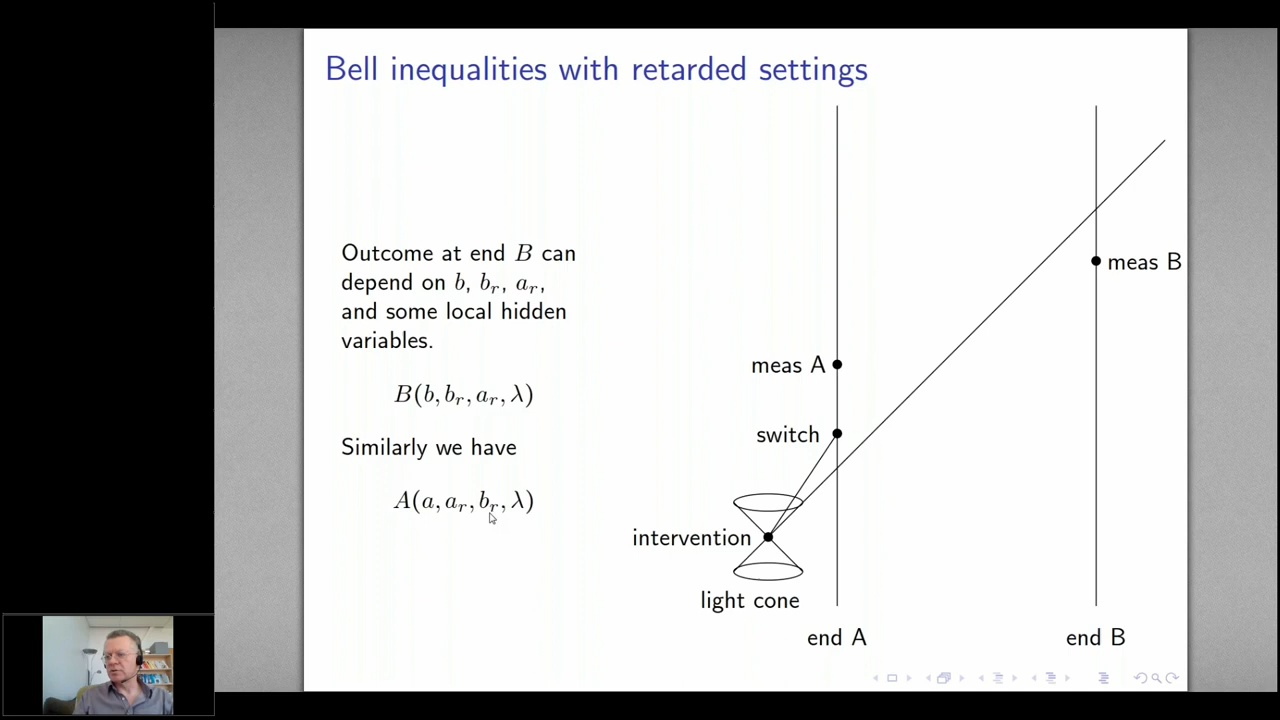 Bell inequalities with retarded settings
Outcome at end B can
depend on b, b_r, a_r,
and some local hidden
variables.
B(b, b_r, a_r, λ)
Similarly we have
A(a, a_r, b_r, λ)
meas B
meas A
switch
intervention
light cone
end A
end B